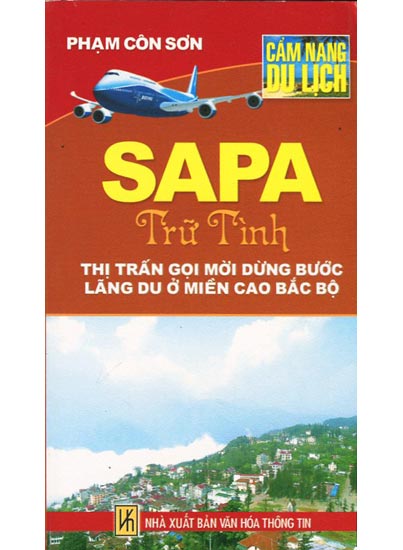 PHẠM CÔN SƠN
CẨM NANG
DU LỊCH
SAPA
Trữ Tình
THỊ TRẤN GỌI MỜI DỪNG BƯỚC
LÃNG DU Ở MIỀN CAO BẮC BỘ
NHÀ XUẤT BẢN VĂN HÓA THÔNG TIN